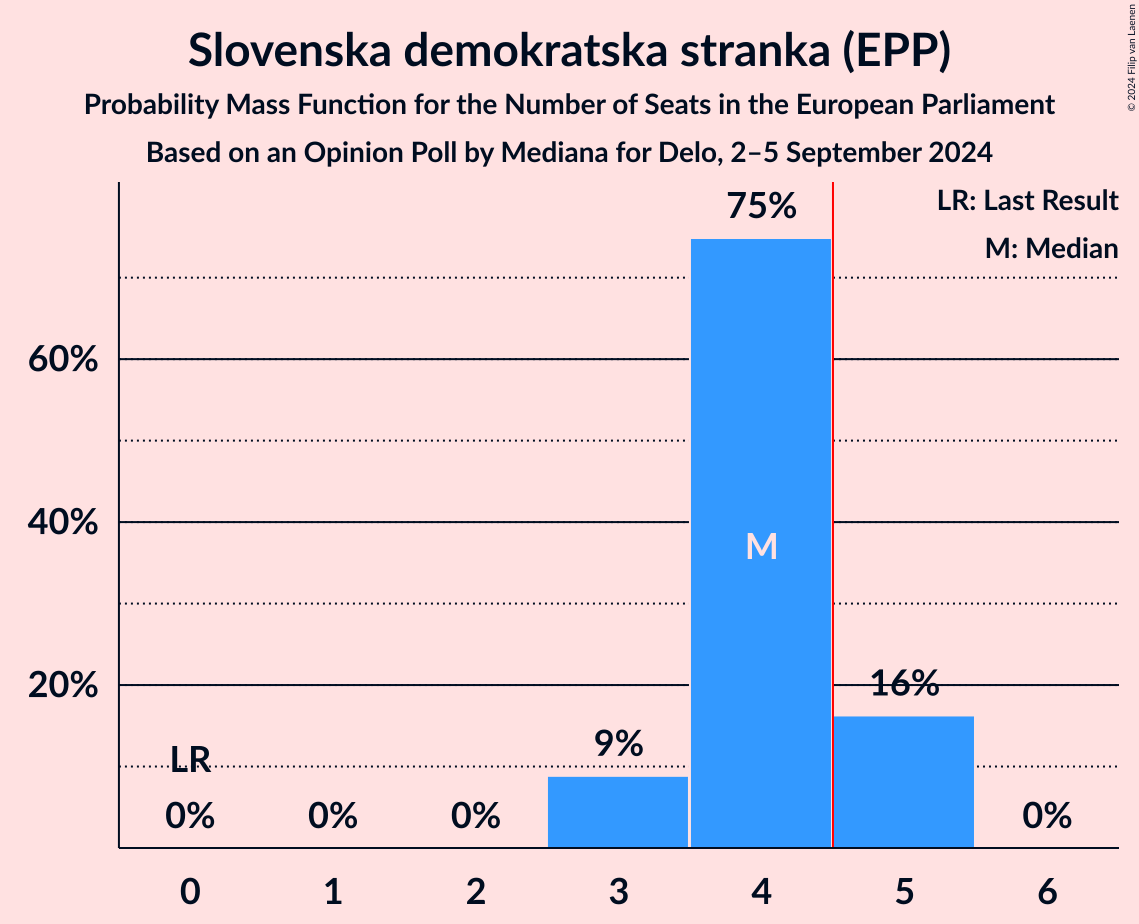 Slovenska demokratska stranka (EPP)
Probability Mass Function for the Number of Seats in the European Parliament
Based on an Opinion Poll by Mediana for Delo, 2–5 September 2024
© 2024 Filip van Laenen
LR: Last Result
M: Median
75%
60%
40%
M
20%
16%
9%
LR
0%
0%
0%
0%
0 1 2 3 4 5 6